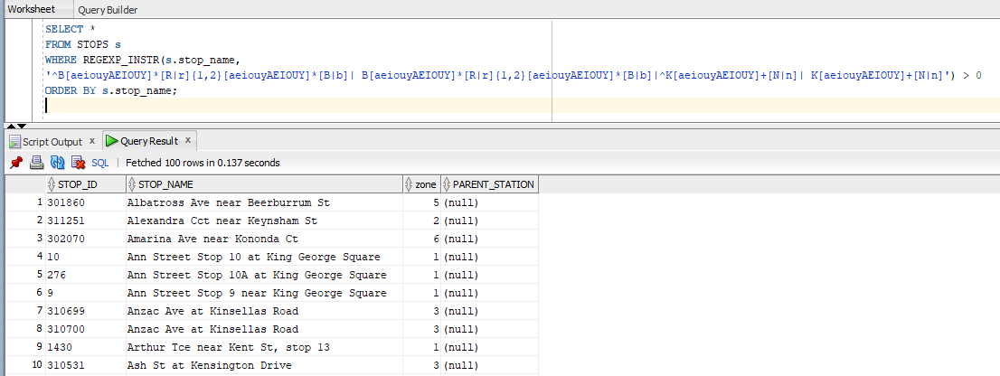 Worksheet Query Builder
SELECT *
FROM STOPS s
WHERE REGEXP_INSTR(s.stop_name,
'^B[aeiouyAEIOUY]*[R|r]{1,2}[aeiouyAEIOUY]*[B|b]| B[aeiouyAEIOUY]*[R|r]{1,2}[aeiouyAEIOUY]*[B|b]|^K[aeiouyAEIOUY]+[N|n]| K[aeiouyAEIOUY]+[N|n]') > 0
ORDER BY s.stop_name;
Script Output x Query Result x
SQL | Fetched 100 rows in 0.137 seconds
STOP_ID STOP_NAME zone PARENT_STATION
1 301860 Albatross Ave near Beerburrum St 5 (null)
2 311251 Alexandra Cct near Keynsham St 2 (null)
3 302070 Amarina Ave near Kononda Ct 6 (null)
4 10 Ann Street Stop 10 at King George Square 1 (null)
5 276 Ann Street Stop 10A at King George Square 1 (null)
6 9 Ann Street Stop 9 near King George Square 1 (null)
7 310699 Anzac Ave at Kinsellas Road 3 (null)
8 310700 Anzac Ave at Kinsellas Road 3 (null)
9 1430 Arthur Tce near Kent St, stop 13 1 (null)
10 310531 Ash St at Kensington Drive 3 (null)